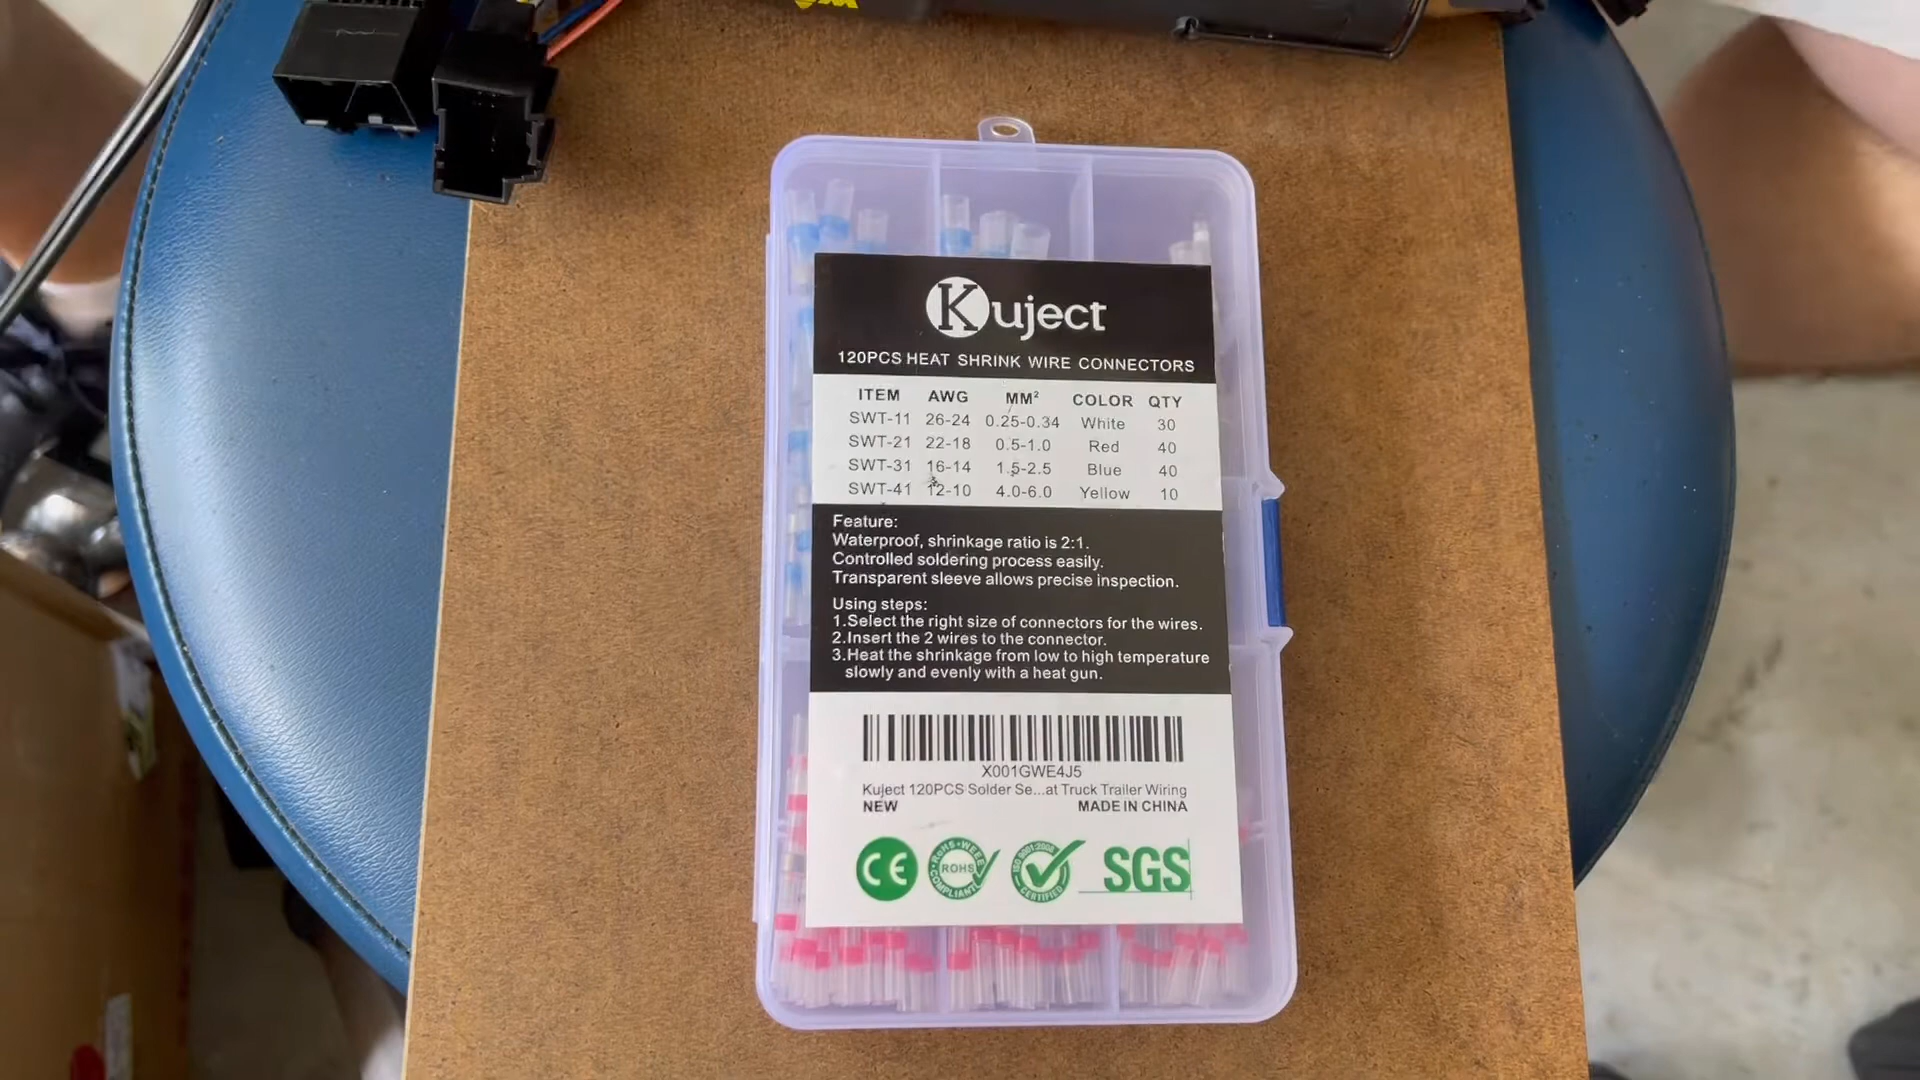 Kuject
120PCS HEAT SHRINK WIRE CONNECTORS
ITEM AWG MM² COLOR QTY
SWT-11 26-24 0.25-0.34 White 30
SWT-21 22-18 0.5-1.0 Red 40
SWT-31 16-14 1.5-2.5 Blue 40
SWT-41 12-10 4.0-6.0 Yellow 10
Feature:
Waterproof, shrinkage ratio is 2:1.
Controlled soldering process easily.
Transparent sleeve allows precise inspection.
Using steps:
1.Select the right size of connectors for the wires.
2.Insert the 2 wires to the connector.
3.Heat the shrinkage from low to high temperature
slowly and evenly with a heat gun.
X001GWE4J5
Kuject 120PCS Solder Se...at Truck Trailer Wiring
NEW MADE IN CHINA
CE
RoHS-WEEE
ROHS
COMPLIANT
ISO 9001:2008
CERTIFIED
SGS